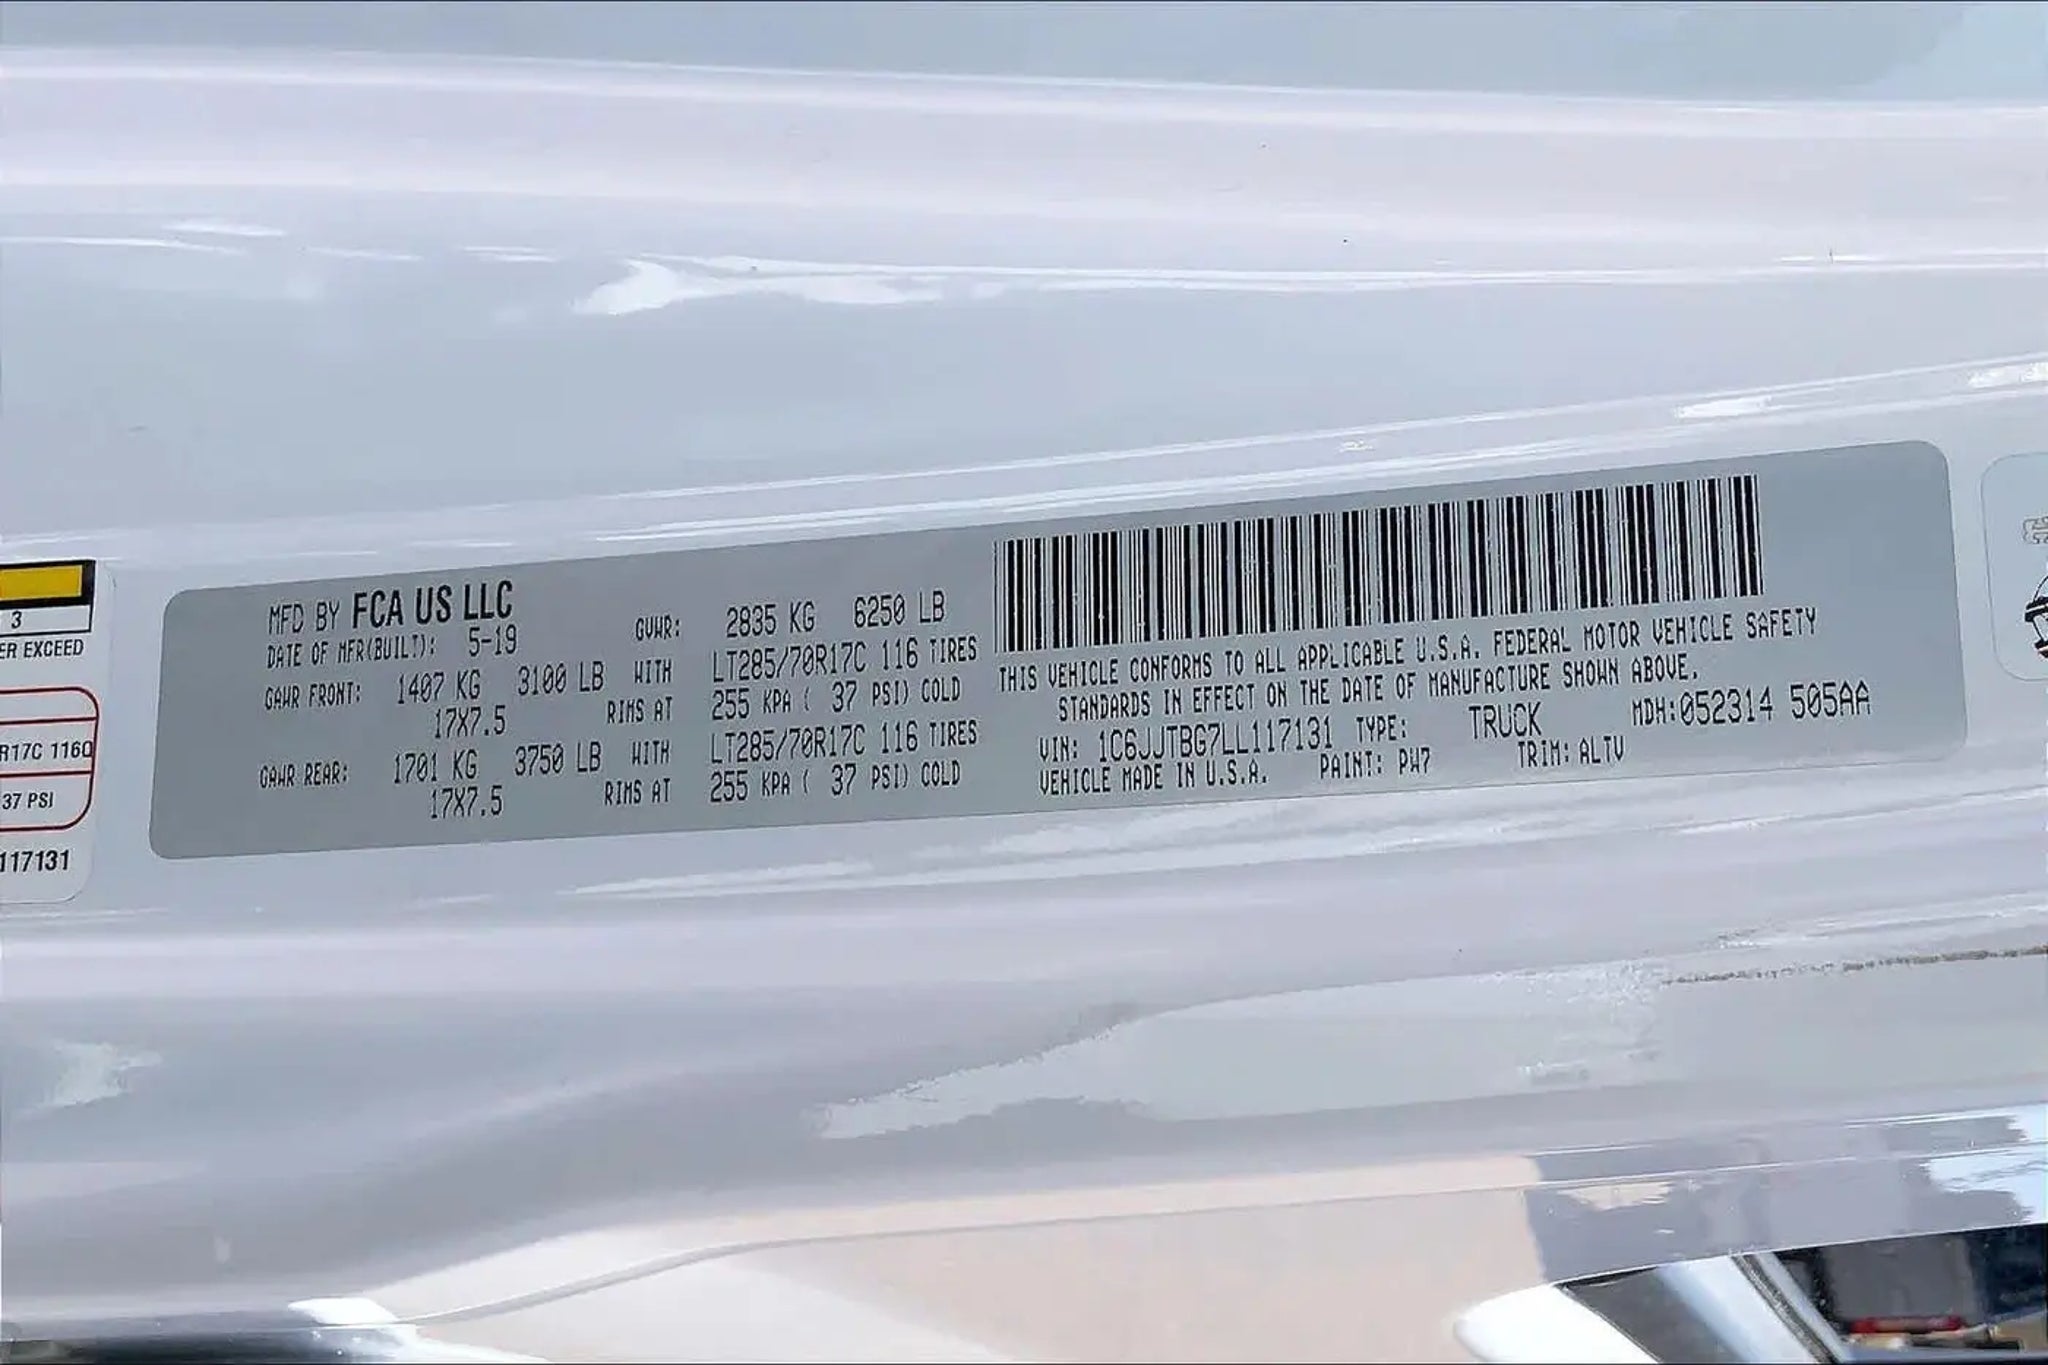 3
ER EXCEED
R17C 116Q
37 PSI
117131
MFD BY FCA US LLC
DATE OF MFR(BUILT): 5-19
GVWR: 2835 KG 6250 LB
GAWR FRONT: 1407 KG 3100 LB WITH LT285/70R17C 116 TIRES
17X7.5 RIMS AT 255 KPA ( 37 PSI) COLD
GAWR REAR: 1701 KG 3750 LB WITH LT285/70R17C 116 TIRES
17X7.5 RIMS AT 255 KPA ( 37 PSI) COLD
THIS VEHICLE CONFORMS TO ALL APPLICABLE U.S.A. FEDERAL MOTOR VEHICLE SAFETY
STANDARDS IN EFFECT ON THE DATE OF MANUFACTURE SHOWN ABOVE.
VIN: 1C6JJTBG7LL117131 TYPE: TRUCK MDH:052314 505AA
VEHICLE MADE IN U.S.A. PAINT: PW7 TRIM: ALTV